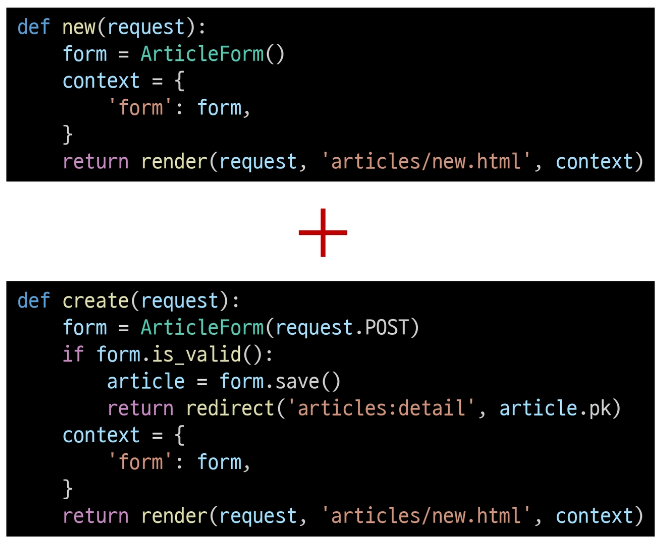 def new(request):
    form = ArticleForm()
    context = {
        'form': form,
    }
    return render(request, 'articles/new.html', context)
+
def create(request):
    form = ArticleForm(request.POST)
    if form.is_valid():
        article = form.save()
        return redirect('articles:detail', article.pk)
    context = {
        'form': form,
    }
    return render(request, 'articles/new.html', context)